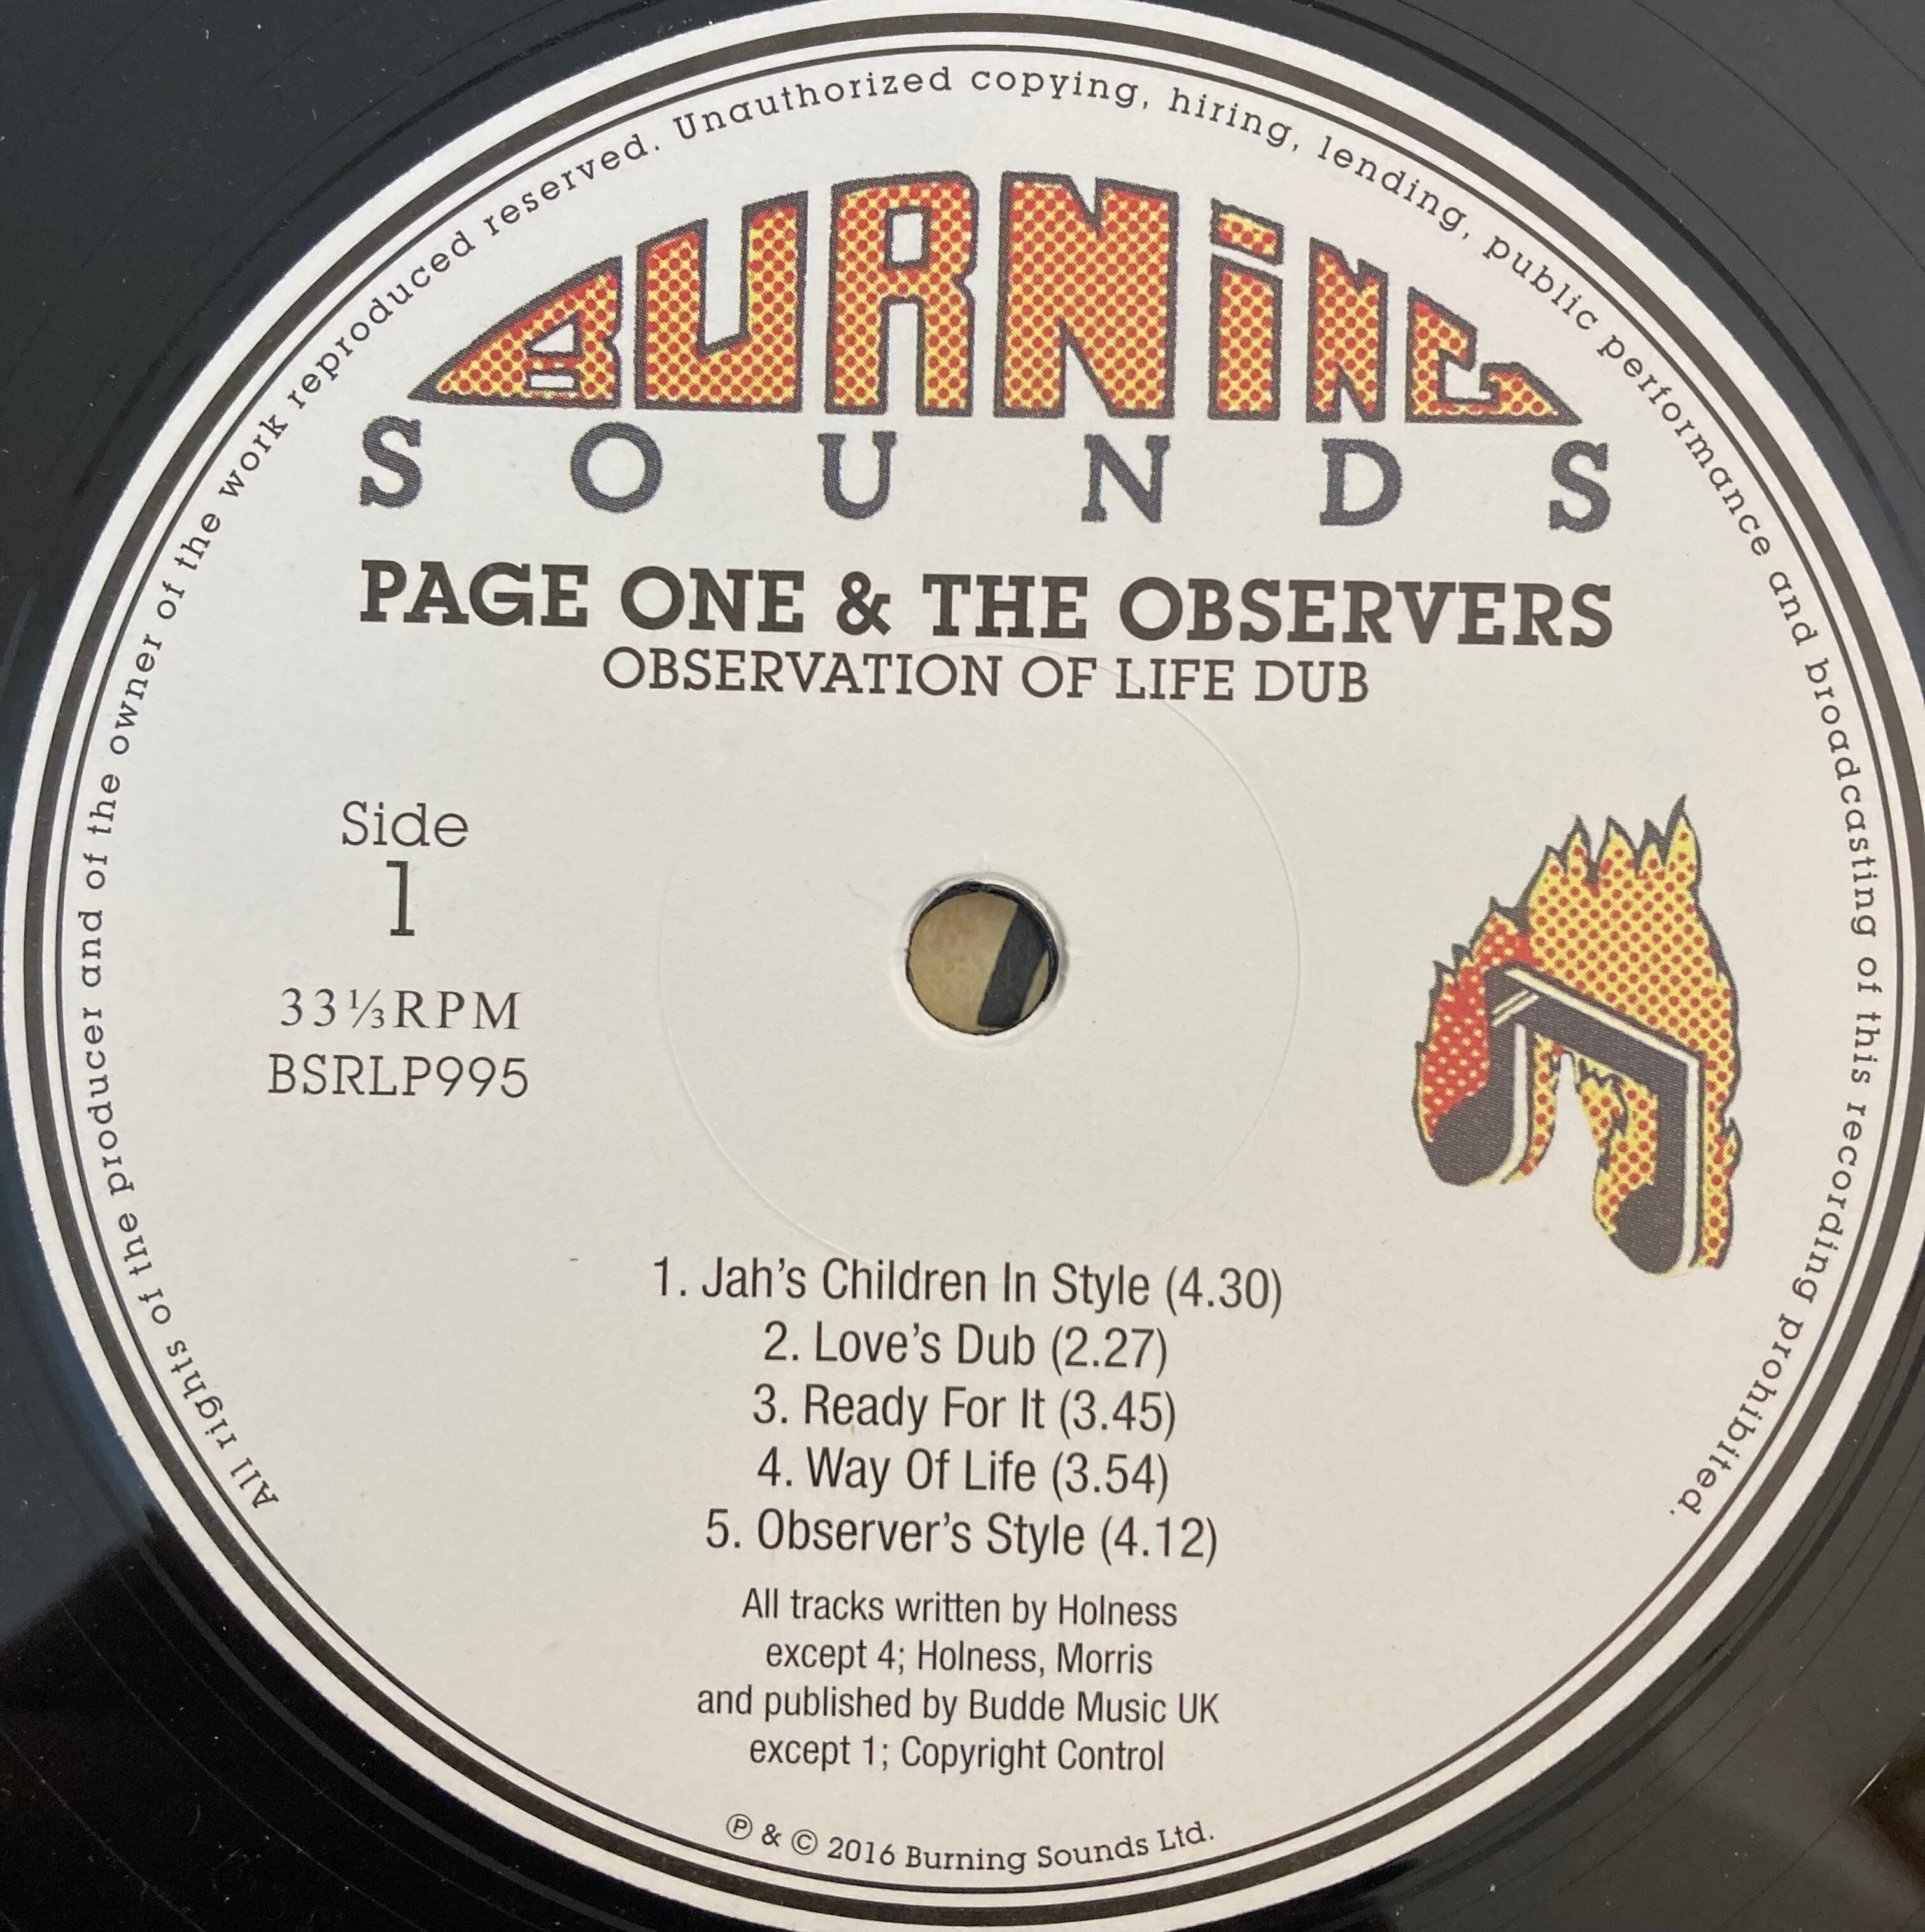 All rights of the producer and of the owner of the work reproduced reserved. Unauthorized copying, hiring, lending, public performance and broadcasting of this recording prohibited.
BURNiNG
SOUNDS
PAGE ONE & THE OBSERVERS
OBSERVATION OF LIFE DUB
Side
1
33⅓RPM
BSRLP995
1. Jah’s Children In Style (4.30)
2. Love’s Dub (2.27)
3. Ready For It (3.45)
4. Way Of Life (3.54)
5. Observer’s Style (4.12)
All tracks written by Holness
except 4; Holness, Morris
and published by Budde Music UK
except 1; Copyright Control
℗ & © 2016 Burning Sounds Ltd.